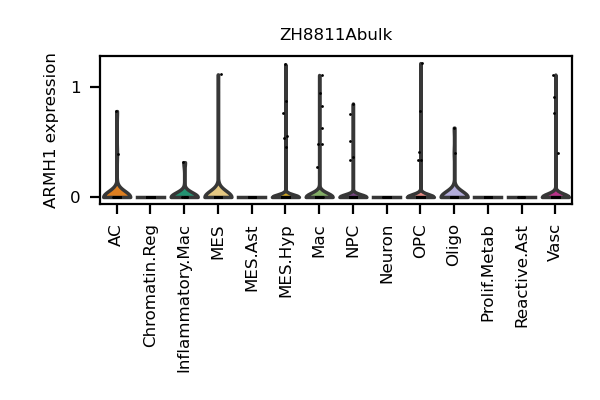 ZH8811Abulk
ARMH1 expression
1
0
AC
Chromatin.Reg
Inflammatory.Mac
MES
MES.Ast
MES.Hyp
Mac
NPC
Neuron
OPC
Oligo
Prolif.Metab
Reactive.Ast
Vasc